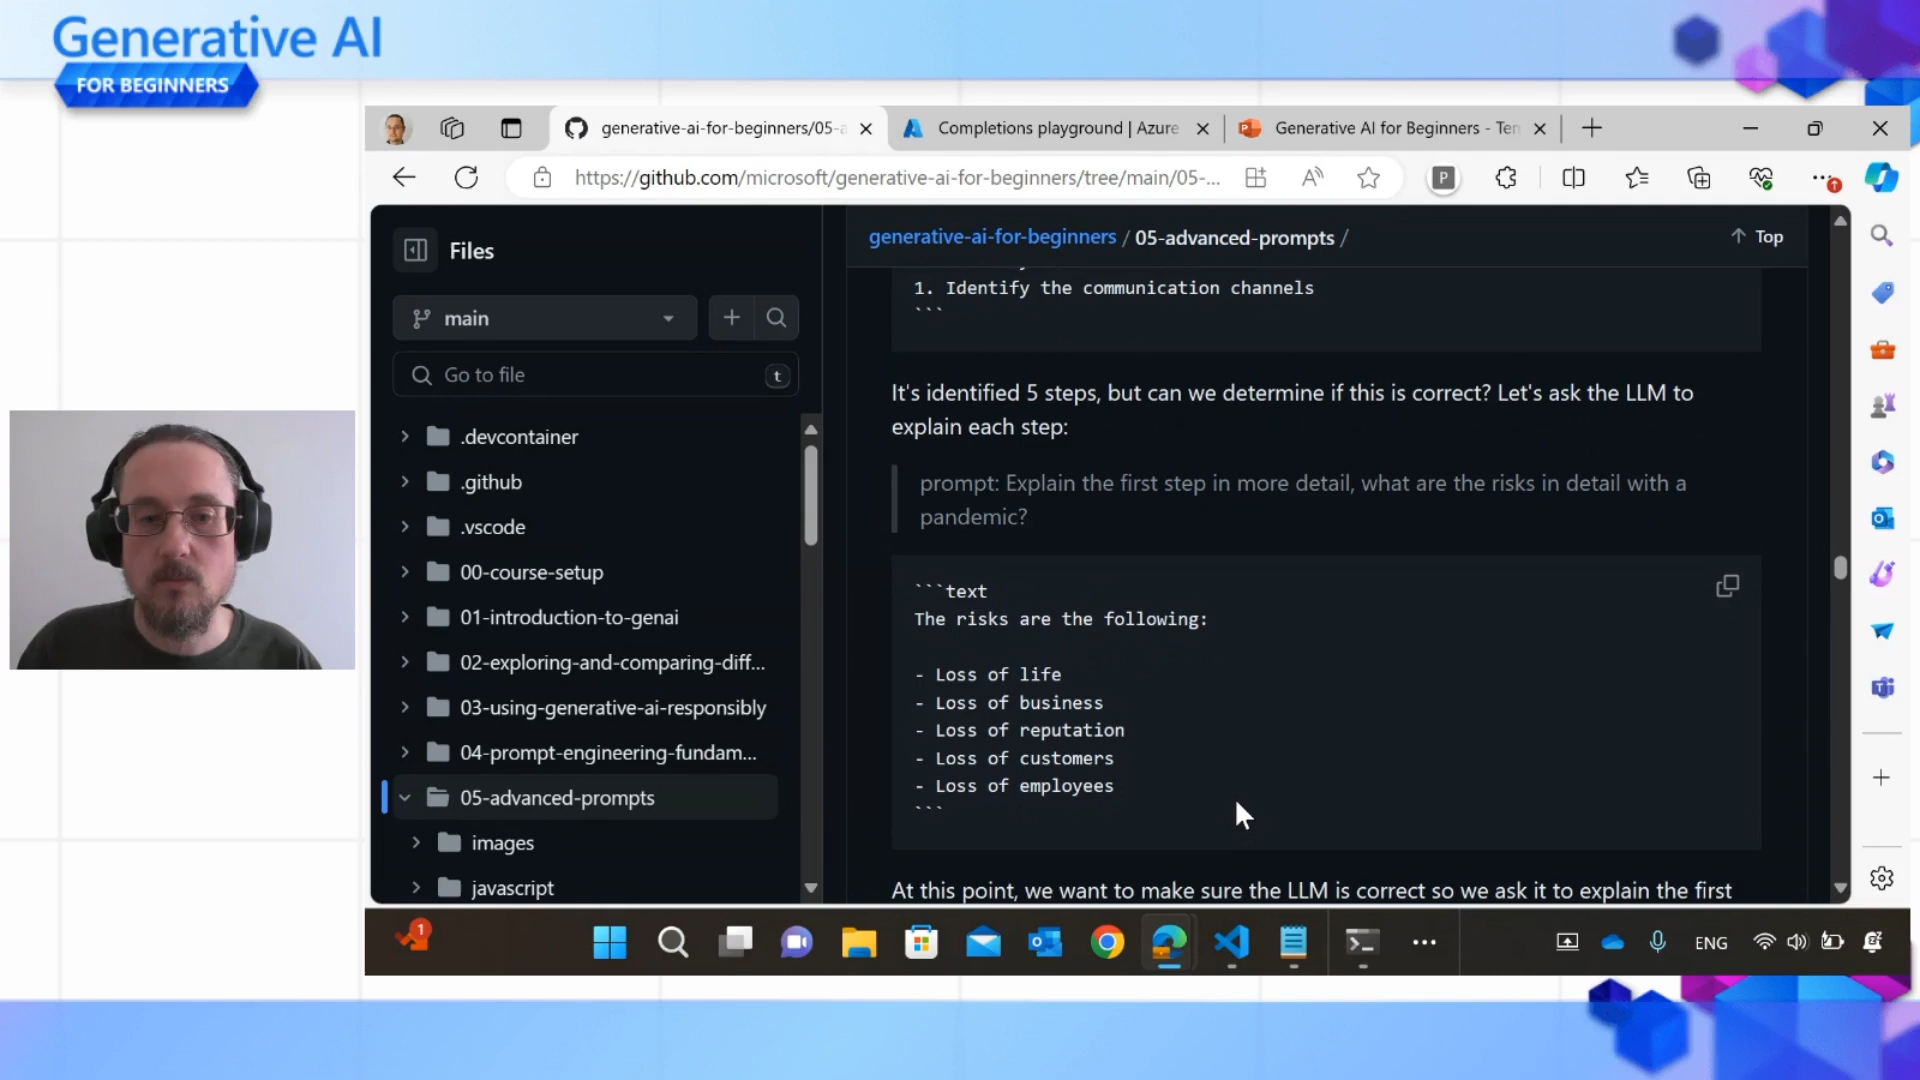 Generative AI
FOR BEGINNERS
generative-ai-for-beginners/05-a
Completions playground | Azure
Generative AI for Beginners - Ten
https://github.com/microsoft/generative-ai-for-beginners/tree/main/05-...
P
Files
generative-ai-for-beginners / 05-advanced-prompts /
Top
main
Go to file
t
.devcontainer
.github
.vscode
00-course-setup
01-introduction-to-genai
02-exploring-and-comparing-diff...
03-using-generative-ai-responsibly
04-prompt-engineering-fundam...
05-advanced-prompts
images
javascript
1. Identify the communication channels
```
It's identified 5 steps, but can we determine if this is correct? Let's ask the LLM to
explain each step:
prompt: Explain the first step in more detail, what are the risks in detail with a
pandemic?
```text
The risks are the following:
- Loss of life
- Loss of business
- Loss of reputation
- Loss of customers
- Loss of employees
```
At this point, we want to make sure the LLM is correct so we ask it to explain the first
1
ENG